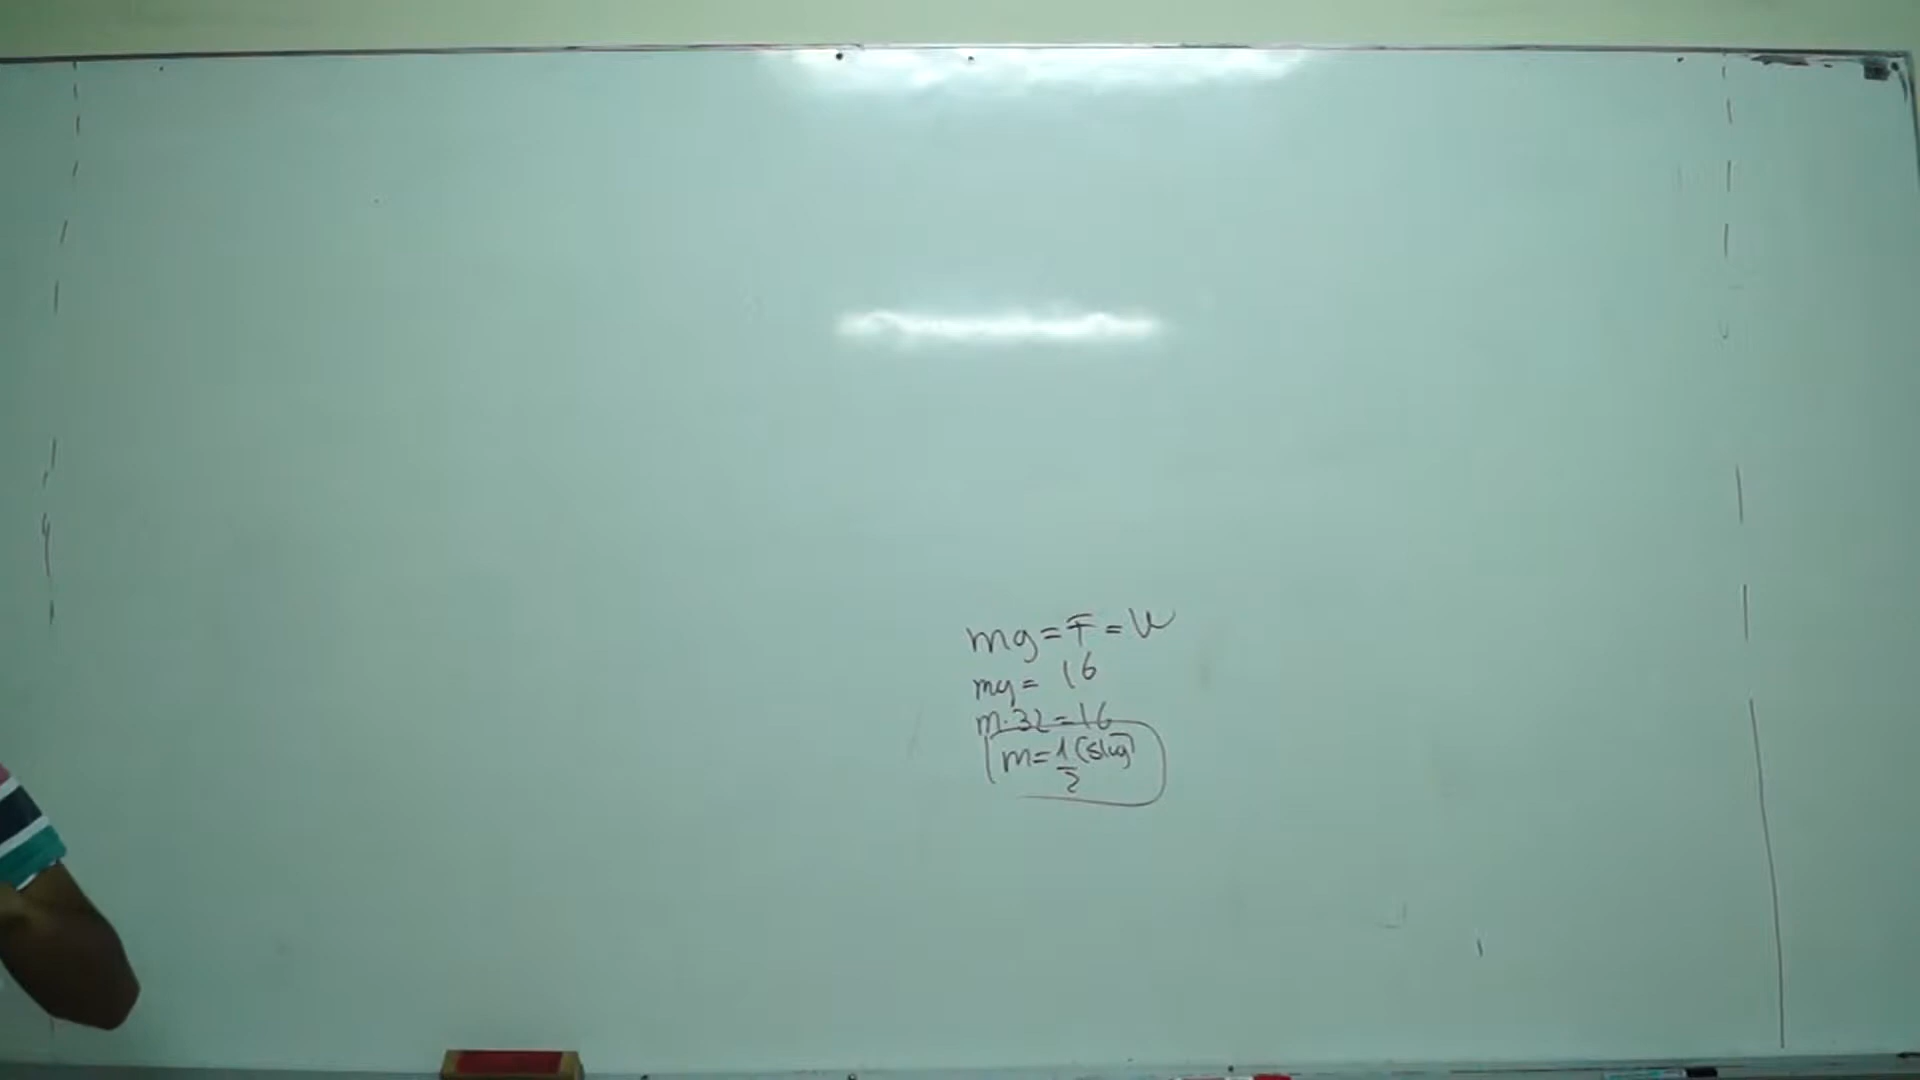 mg = F = W
mg = 16
m·32 = 16
m = 1/2 (slug)